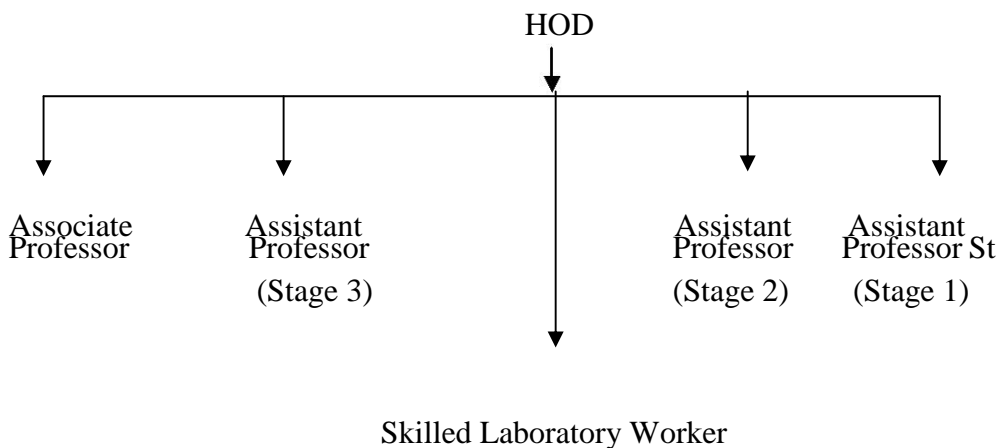 HOD
Associate
Professor
Assistant
Professor
(Stage 3)
Assistant
Professor
(Stage 2)
Assistant
Professor St
(Stage 1)
Skilled Laboratory Worker